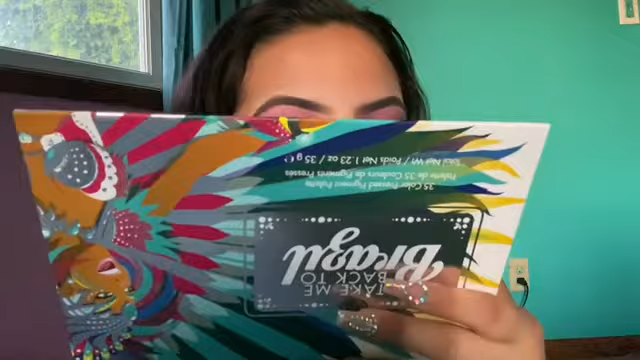 TAKE ME
BACK TO
Brazil
35 Color Pressed Pigment Palette
Palette de 35 Couleurs de Pigments Pressés
Total Net Wt / Poids Net 1.23 oz / 35 g ℮